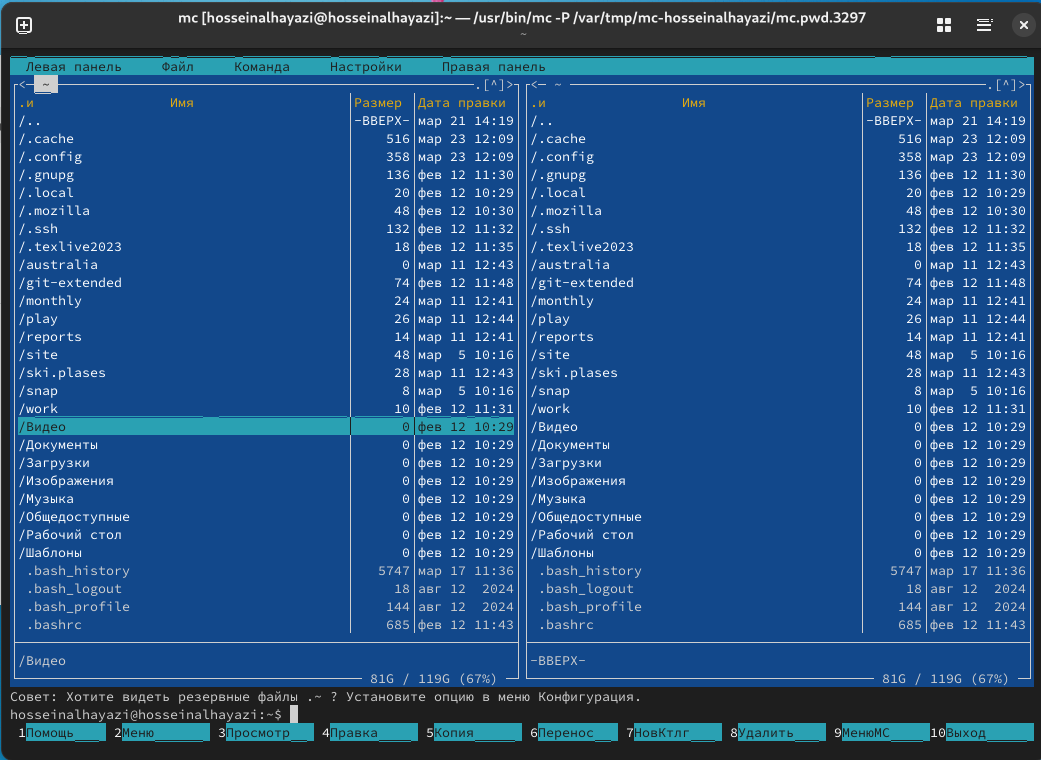 mc [hosseinalhayazi@hosseinalhayazi]:~ — /usr/bin/mc -P /var/tmp/mc-hosseinalhayazi/mc.pwd.3297
~
Левая панель Файл Команда Настройки Правая панель
<— ~ .[^]> <— ~ .[^]>
.и Имя Размер Дата правки .и Имя Размер Дата правки
/.. -ВВЕРХ- мар 21 14:19 /.. -ВВЕРХ- мар 21 14:19
/.cache 516 мар 23 12:09 /.cache 516 мар 23 12:09
/.config 358 мар 23 12:09 /.config 358 мар 23 12:09
/.gnupg 136 фев 12 11:30 /.gnupg 136 фев 12 11:30
/.local 20 фев 12 10:29 /.local 20 фев 12 10:29
/.mozilla 48 фев 12 10:30 /.mozilla 48 фев 12 10:30
/.ssh 132 фев 12 11:32 /.ssh 132 фев 12 11:32
/.texlive2023 18 фев 12 11:35 /.texlive2023 18 фев 12 11:35
/australia 0 мар 11 12:43 /australia 0 мар 11 12:43
/git-extended 74 фев 12 11:48 /git-extended 74 фев 12 11:48
/monthly 24 мар 11 12:41 /monthly 24 мар 11 12:41
/play 26 мар 11 12:44 /play 26 мар 11 12:44
/reports 14 мар 11 12:41 /reports 14 мар 11 12:41
/site 48 мар 5 10:16 /site 48 мар 5 10:16
/ski.plases 28 мар 11 12:43 /ski.plases 28 мар 11 12:43
/snap 8 мар 5 10:16 /snap 8 мар 5 10:16
/work 10 фев 12 11:31 /work 10 фев 12 11:31
/Видео 0 фев 12 10:29 /Видео 0 фев 12 10:29
/Документы 0 фев 12 10:29 /Документы 0 фев 12 10:29
/Загрузки 0 фев 12 10:29 /Загрузки 0 фев 12 10:29
/Изображения 0 фев 12 10:29 /Изображения 0 фев 12 10:29
/Музыка 0 фев 12 10:29 /Музыка 0 фев 12 10:29
/Общедоступные 0 фев 12 10:29 /Общедоступные 0 фев 12 10:29
/Рабочий стол 0 фев 12 10:29 /Рабочий стол 0 фев 12 10:29
/Шаблоны 0 фев 12 10:29 /Шаблоны 0 фев 12 10:29
.bash_history 5747 мар 17 11:36 .bash_history 5747 мар 17 11:36
.bash_logout 18 авг 12 2024 .bash_logout 18 авг 12 2024
.bash_profile 144 авг 12 2024 .bash_profile 144 авг 12 2024
.bashrc 685 фев 12 11:43 .bashrc 685 фев 12 11:43
/Видео -ВВЕРХ-
81G / 119G (67%) 81G / 119G (67%)
Совет: Хотите видеть резервные файлы .~ ? Установите опцию в меню Конфигурация.
hosseinalhayazi@hosseinalhayazi:~$
1Помощь 2Меню 3Просмотр 4Правка 5Копия 6Перенос 7НовКтлг 8Удалить 9МенюMC 10Выход